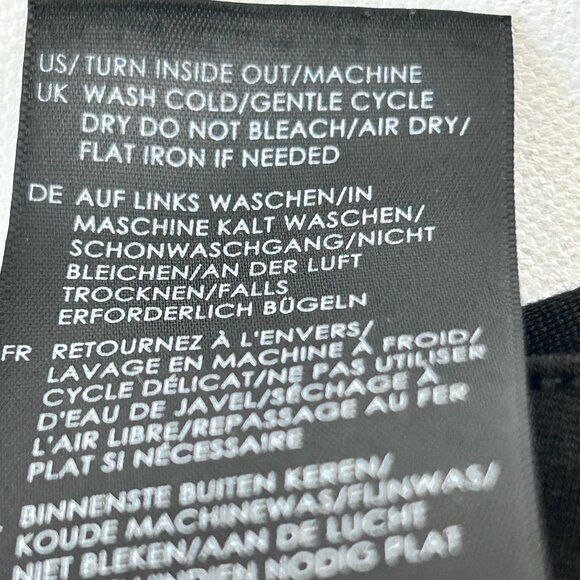 US/ TURN INSIDE OUT/MACHINE
UK WASH COLD/GENTLE CYCLE
DRY DO NOT BLEACH/AIR DRY/
FLAT IRON IF NEEDED
DE AUF LINKS WASCHEN/IN
MASCHINE KALT WASCHEN/
SCHONWASCHGANG/NICHT
BLEICHEN/AN DER LUFT
TROCKNEN/FALLS
ERFORDERLICH BÜGELN
FR RETOURNEZ À L'ENVERS/
LAVAGE EN MACHINE À FROID/
CYCLE DÉLICAT/NE PAS UTILISER
D'EAU DE JAVEL/SÉCHAGE À
L'AIR LIBRE/REPASSAGE AU FER
PLAT SI NÉCESSAIRE
BINNENSTE BUITEN KEREN/
KOUDE MACHINEWAS/FIJNWAS/
NIET BLEKEN/AAN DE LUCHT
NODIG PLAT